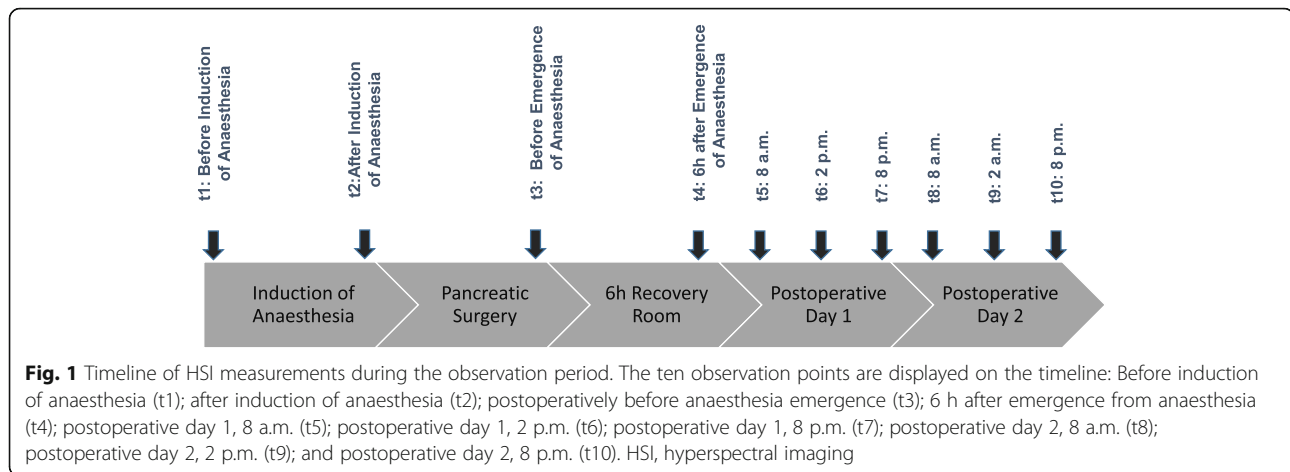 t1: Before Induction
of Anaesthesia
t2:After Induction
of Anaesthesia
t3: Before Emergence
of Anaesthesia
t4: 6h after Emergence
of Anaesthesia
t5: 8 a.m.
t6: 2 p.m.
t7: 8 p.m.
t8: 8 a.m.
t9: 2 a.m.
t10: 8 p.m.
Induction of
Anaesthesia
Pancreatic
Surgery
6h Recovery
Room
Postoperative
Day 1
Postoperative
Day 2
Fig. 1 Timeline of HSI measurements during the observation period. The ten observation points are displayed on the timeline: Before induction
of anaesthesia (t1); after induction of anaesthesia (t2); postoperatively before anaesthesia emergence (t3); 6 h after emergence from anaesthesia
(t4); postoperative day 1, 8 a.m. (t5); postoperative day 1, 2 p.m. (t6); postoperative day 1, 8 p.m. (t7); postoperative day 2, 8 a.m. (t8);
postoperative day 2, 2 p.m. (t9); and postoperative day 2, 8 p.m. (t10). HSI, hyperspectral imaging